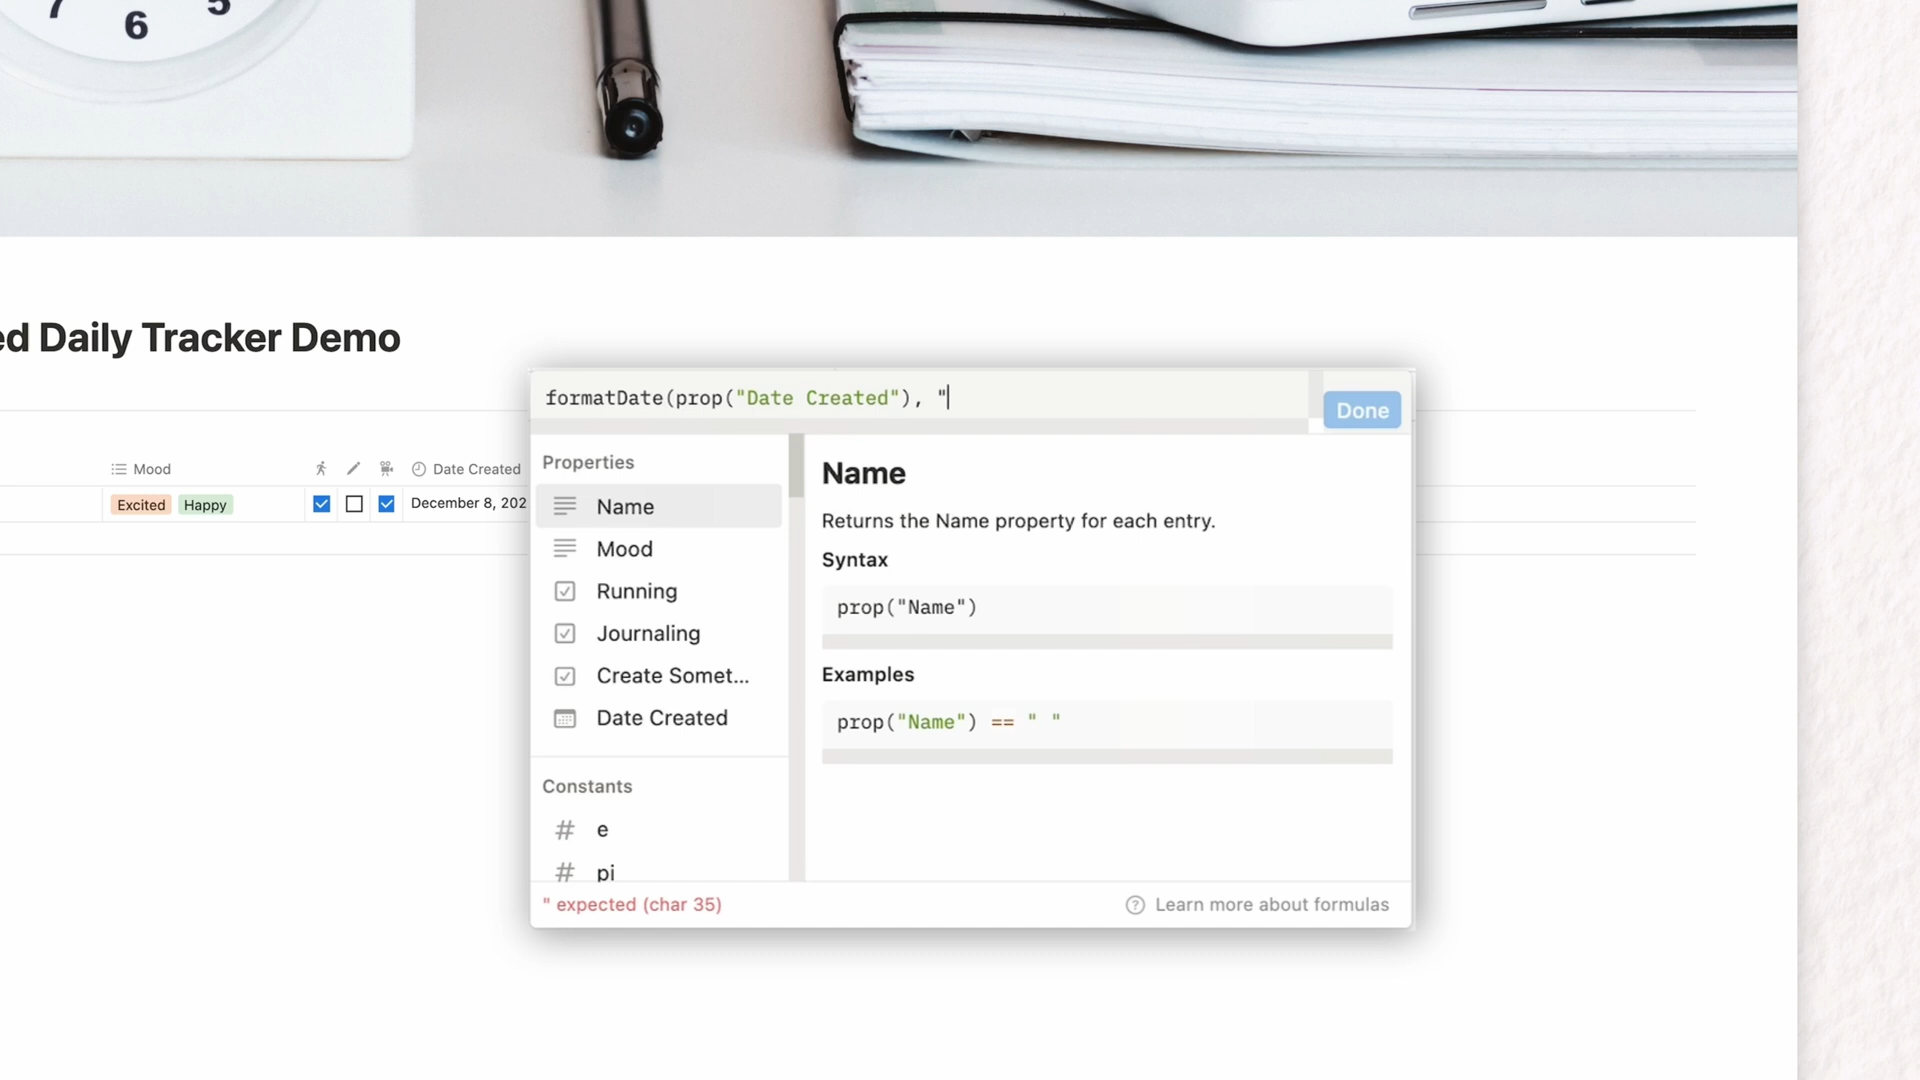 7 6 5
ed Daily Tracker Demo
formatDate(prop("Date Created"), "
Done
Mood
Date Created
Excited Happy
December 8, 202
Properties
Name
Mood
Running
Journaling
Create Somet...
Date Created
Constants
# e
# pi
Name
Returns the Name property for each entry.
Syntax
prop("Name")
Examples
prop("Name") == " "
" expected (char 35)
? Learn more about formulas